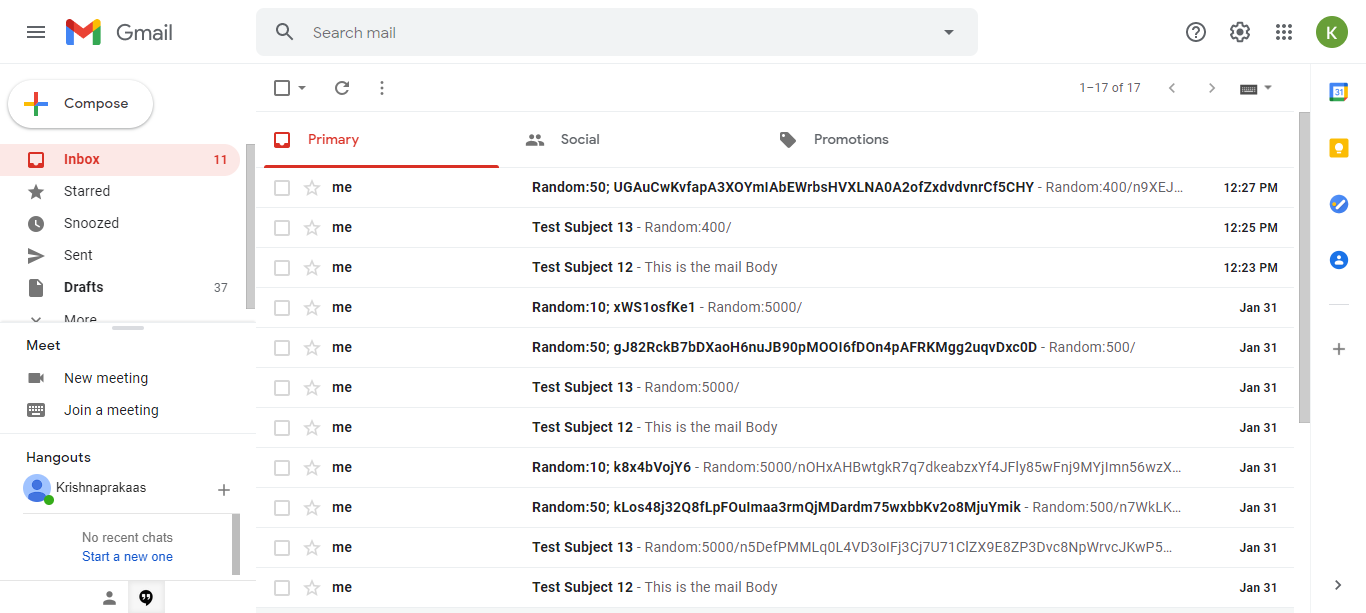 Gmail
Search mail
K
Compose
1–17 of 17
31
Inbox 11
Starred
Snoozed
Sent
Drafts 37
More
Meet
New meeting
Join a meeting
Hangouts
Krishnaprakaas
No recent chats
Start a new one
Primary Social Promotions
me Random:50; UGAuCwKvfapA3XOYmIAbEWrbsHVXLNA0A2ofZxdvdvnrCf5CHY - Random:400/n9XEJ… 12:27 PM
me Test Subject 13 - Random:400/ 12:25 PM
me Test Subject 12 - This is the mail Body 12:23 PM
me Random:10; xWS1osfKe1 - Random:5000/ Jan 31
me Random:50; gJ82RckB7bDXaoH6nuJB90pMOOI6fDOn4pAFRKMgg2uqvDxc0D - Random:500/ Jan 31
me Test Subject 13 - Random:5000/ Jan 31
me Test Subject 12 - This is the mail Body Jan 31
me Random:10; k8x4bVojY6 - Random:5000/nOHxAHBwtgkR7q7dkeabzxYf4JFly85wFnj9MYjImn56wzX… Jan 31
me Random:50; kLos48j32Q8fLpFOuImaa3rmQjMDardm75wxbbKv2o8MjuYmik - Random:500/n7WkLK… Jan 31
me Test Subject 13 - Random:5000/n5DefPMMLq0L4VD3oIFj3Cj7U71ClZX9E8ZP3Dvc8NpWrvcJKwP5… Jan 31
me Test Subject 12 - This is the mail Body Jan 31